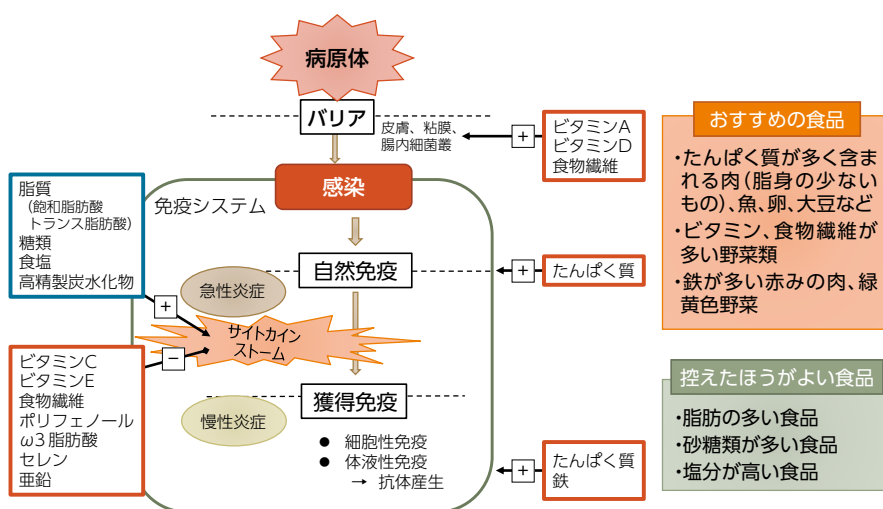 病原体
バリア
皮膚、粘膜、
腸内細菌叢
+
ビタミンA
ビタミンD
食物繊維
感染
免疫システム
脂質
(飽和脂肪酸
トランス脂肪酸)
糖類
食塩
高精製炭水化物
+
自然免疫
+
たんぱく質
急性炎症
サイトカイン
ストーム
−
ビタミンC
ビタミンE
食物繊維
ポリフェノール
ω3脂肪酸
セレン
亜鉛
獲得免疫
慢性炎症
● 細胞性免疫
● 体液性免疫
→ 抗体産生
+
たんぱく質
鉄
おすすめの食品
・たんぱく質が多く含ま
れる肉(脂身の少ない
もの)、魚、卵、大豆など
・ビタミン、食物繊維が
多い野菜類
・鉄が多い赤みの肉、緑
黄色野菜
控えたほうがよい食品
・脂肪の多い食品
・砂糖類が多い食品
・塩分が高い食品